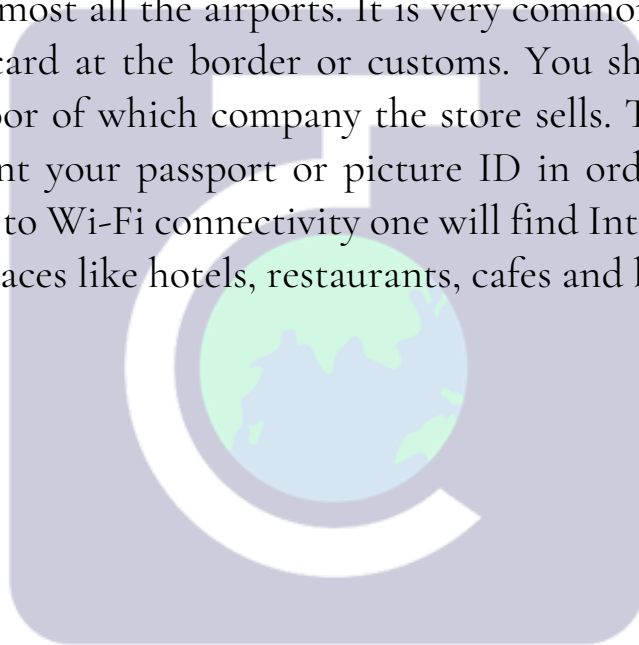 most all the airports. It is very common
card at the border or customs. You sh
oor of which company the store sells. T
nt your passport or picture ID in ord
to Wi-Fi connectivity one will find Int
aces like hotels, restaurants, cafes and b